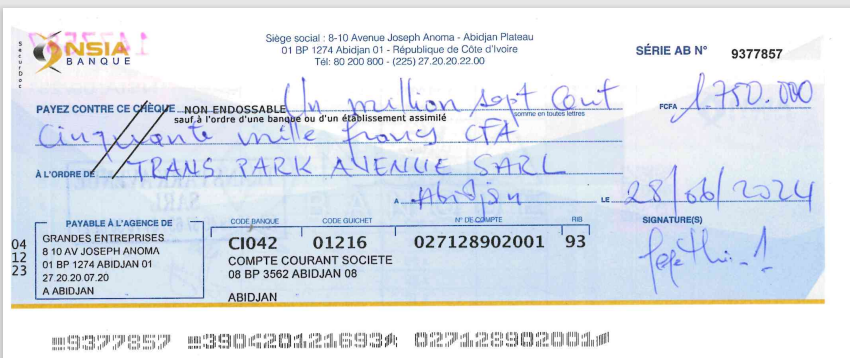 SecurDoc
NSIA
BANQUE
Siège social : 8-10 Avenue Joseph Anoma - Abidjan Plateau
01 BP 1274 Abidjan 01 - République de Côte d'Ivoire
Tél: 80 200 800 - (225) 27.20.20.22.00
SÉRIE AB N° 9377857
PAYEZ CONTRE CE CHÈQUE NON ENDOSSABLE Un million sept cent
FCFA 1.750.000
sauf à l'ordre d'une banque ou d'un établissement assimilé
somme en toutes lettres
Cinquante mille francs CFA
À L'ORDRE DE TRANS PARK AVENUE SARL
A Abidjan LE 28/06/2024
PAYABLE À L'AGENCE DE
GRANDES ENTREPRISES
8 10 AV JOSEPH ANOMA
01 BP 1274 ABIDJAN 01
27 20.20 07.20
A ABIDJAN
04
12
23
CODE BANQUE CODE GUICHET N° DE COMPTE RIB
CI042 01216 027128902001 93
COMPTE COURANT SOCIETE
08 BP 3562 ABIDJAN 08
ABIDJAN
SIGNATURE(S)
9377857 390420121693 027128902001